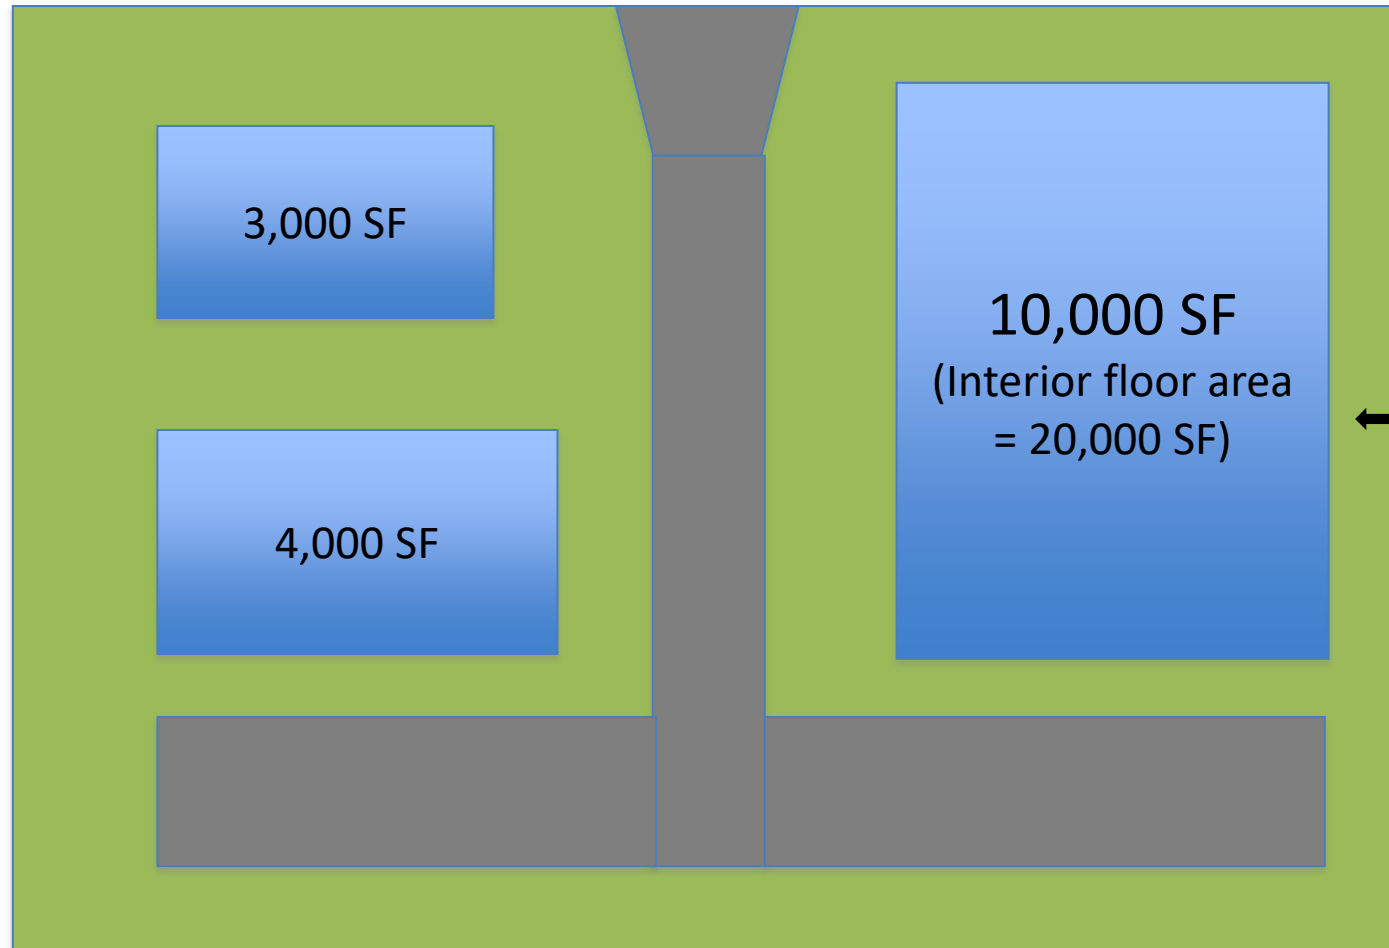 3,000 SF
10,000 SF
(Interior floor area
= 20,000 SF)
4,000 SF